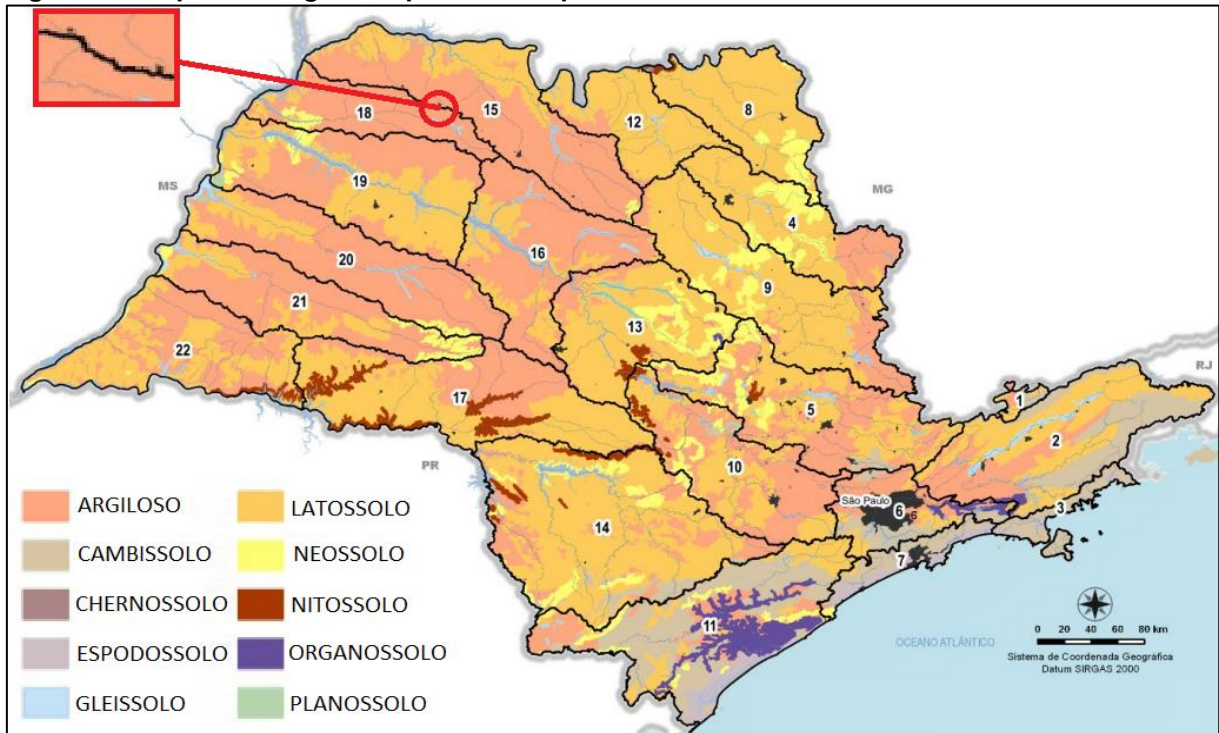 18
15
12
8
MS
19
MG
4
16
20
9
21
13
22
RJ
17
1
5
2
10
PR
São Paulo
6
6
3
14
7
11
ARGILOSO
LATOSSOLO
CAMBISSOLO
NEOSSOLO
CHERNOSSOLO
NITOSSOLO
ESPODOSSOLO
ORGANOSSOLO
GLEISSOLO
PLANOSSOLO
OCEANO ATLÂNTICO
0 20 40 60 80 km
Sistema de Coordenada Geográfica
Datum SIRGAS 2000